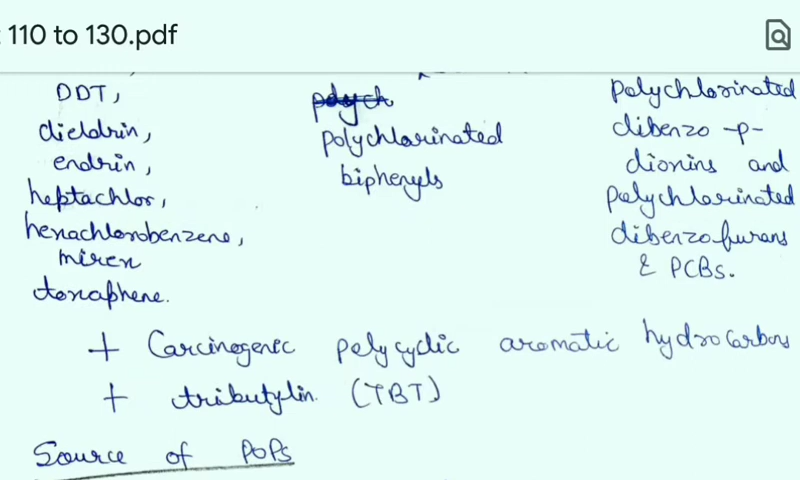 110 to 130.pdf
DDT,
dieldrin,
endrin,
heptachlor,
hexachlorobenzene,
mirex
toxaphene.
polych
polychlorinated
biphenyls
polychlorinated
dibenzo -p-
dioxins and
polychlorinated
dibenzofurans
& PCBs.
+ Carcinogenic polycyclic aromatic hydrocarbons
+ tributyltin (TBT)
Source of POPs